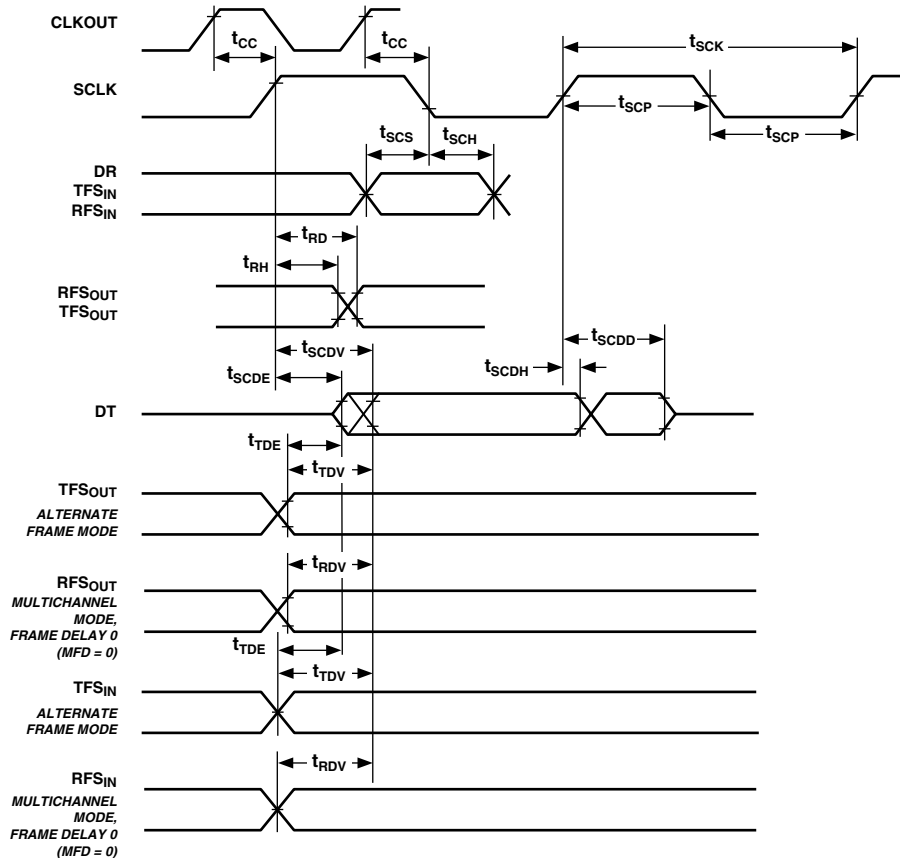 CLKOUT
tCC
tCC
tSCK
SCLK
tSCP
tSCP
tSCS
tSCH
DR
TFSIN
RFSIN
tRD
tRH
RFSOUT
TFSOUT
tSCDV
tSCDD
tSCDE
tSCDH
DT
tTDE
tTDV
TFSOUT
ALTERNATE
FRAME MODE
tRDV
RFSOUT
MULTICHANNEL
MODE,
FRAME DELAY 0
(MFD = 0)
tTDE
tTDV
TFSIN
ALTERNATE
FRAME MODE
tRDV
RFSIN
MULTICHANNEL
MODE,
FRAME DELAY 0
(MFD = 0)